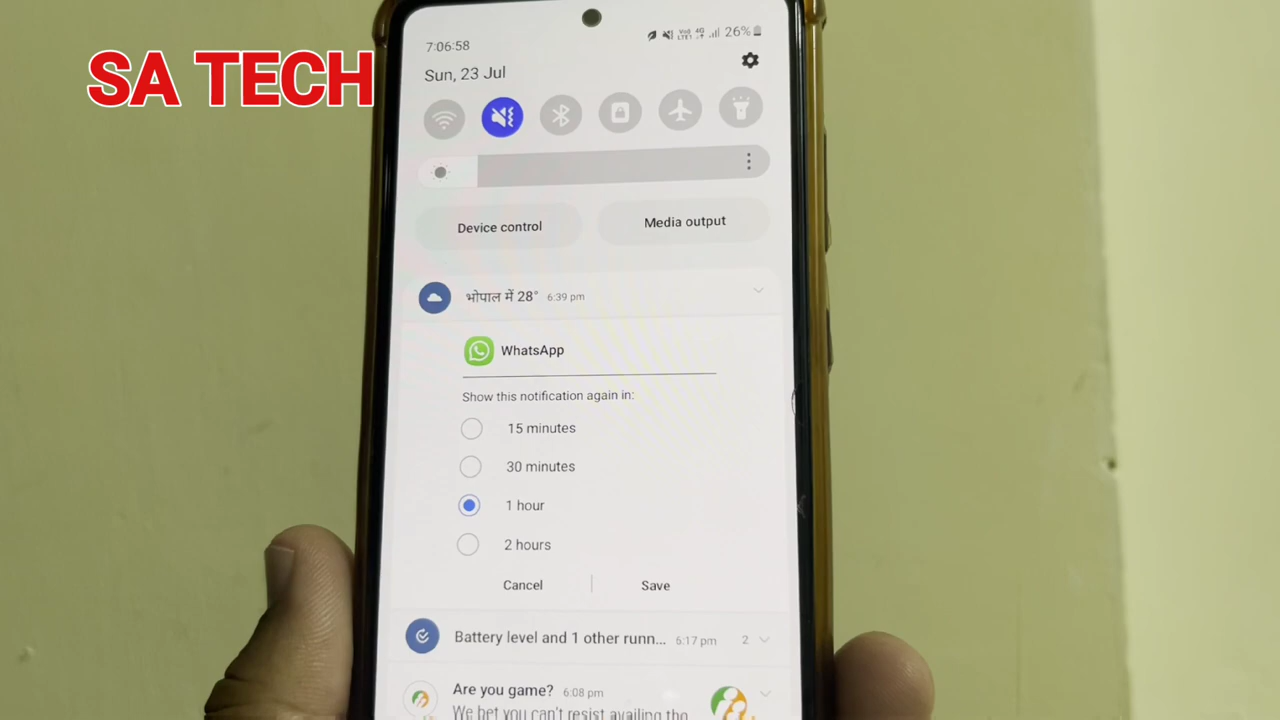 SA TECH
7:06:58
26%
Sun, 23 Jul
Device control
Media output
भोपाल में 28° 6:39 pm
WhatsApp
Show this notification again in:
15 minutes
30 minutes
1 hour
2 hours
Cancel
Save
Battery level and 1 other runn... 6:17 pm 2
Are you game? 6:08 pm
We bet you can't resist availing the